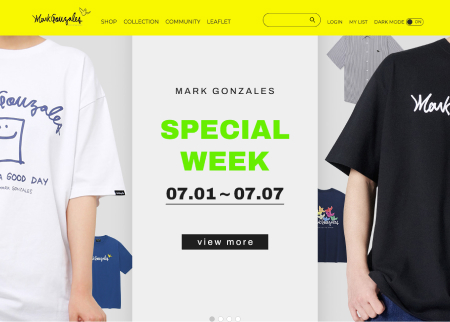 Mark Gonzales
SHOP COLLECTION COMMUNITY LEAFLET
LOGIN MY LIST DARK MODE ON
MARK GONZALES
SPECIAL
WEEK
07.01~07.07
view more
Gonzales
A GOOD DAY
GONZALES
Mark